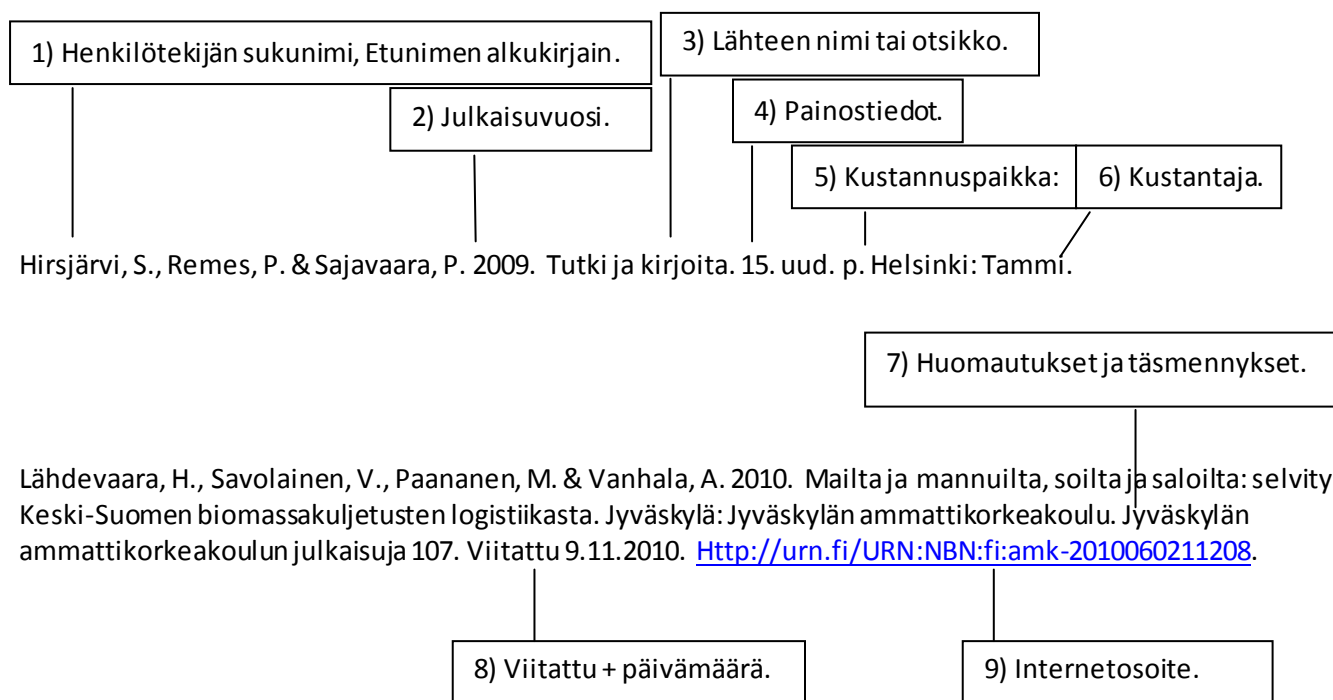 1) Henkilötekijän sukunimi, Etunimen alkukirjain.
3) Lähteen nimi tai otsikko.
2) Julkaisuvuosi.
4) Painostiedot.
5) Kustannuspaikka:
6) Kustantaja.
Hirsjärvi, S., Remes, P. & Sajavaara, P. 2009. Tutki ja kirjoita. 15. uud. p. Helsinki: Tammi.
7) Huomautukset ja täsmennykset.
Lähdevaara, H., Savolainen, V., Paananen, M. & Vanhala, A. 2010. Mailta ja mannuilta, soilta ja saloilta: selvity
Keski-Suomen biomassakuljetusten logistiikasta. Jyväskylä: Jyväskylän ammattikorkeakoulu. Jyväskylän
ammattikorkeakoulun julkaisuja 107. Viitattu 9.11.2010. Http://urn.fi/URN:NBN:fi:amk-2010060211208.
8) Viitattu + päivämäärä.
9) Internetosoite.